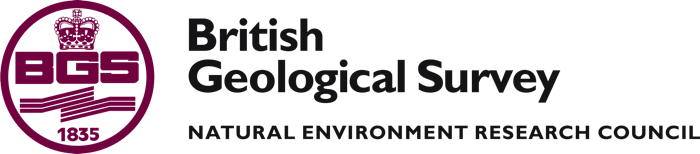 BGS
1835
British
Geological Survey
NATURAL ENVIRONMENT RESEARCH COUNCIL